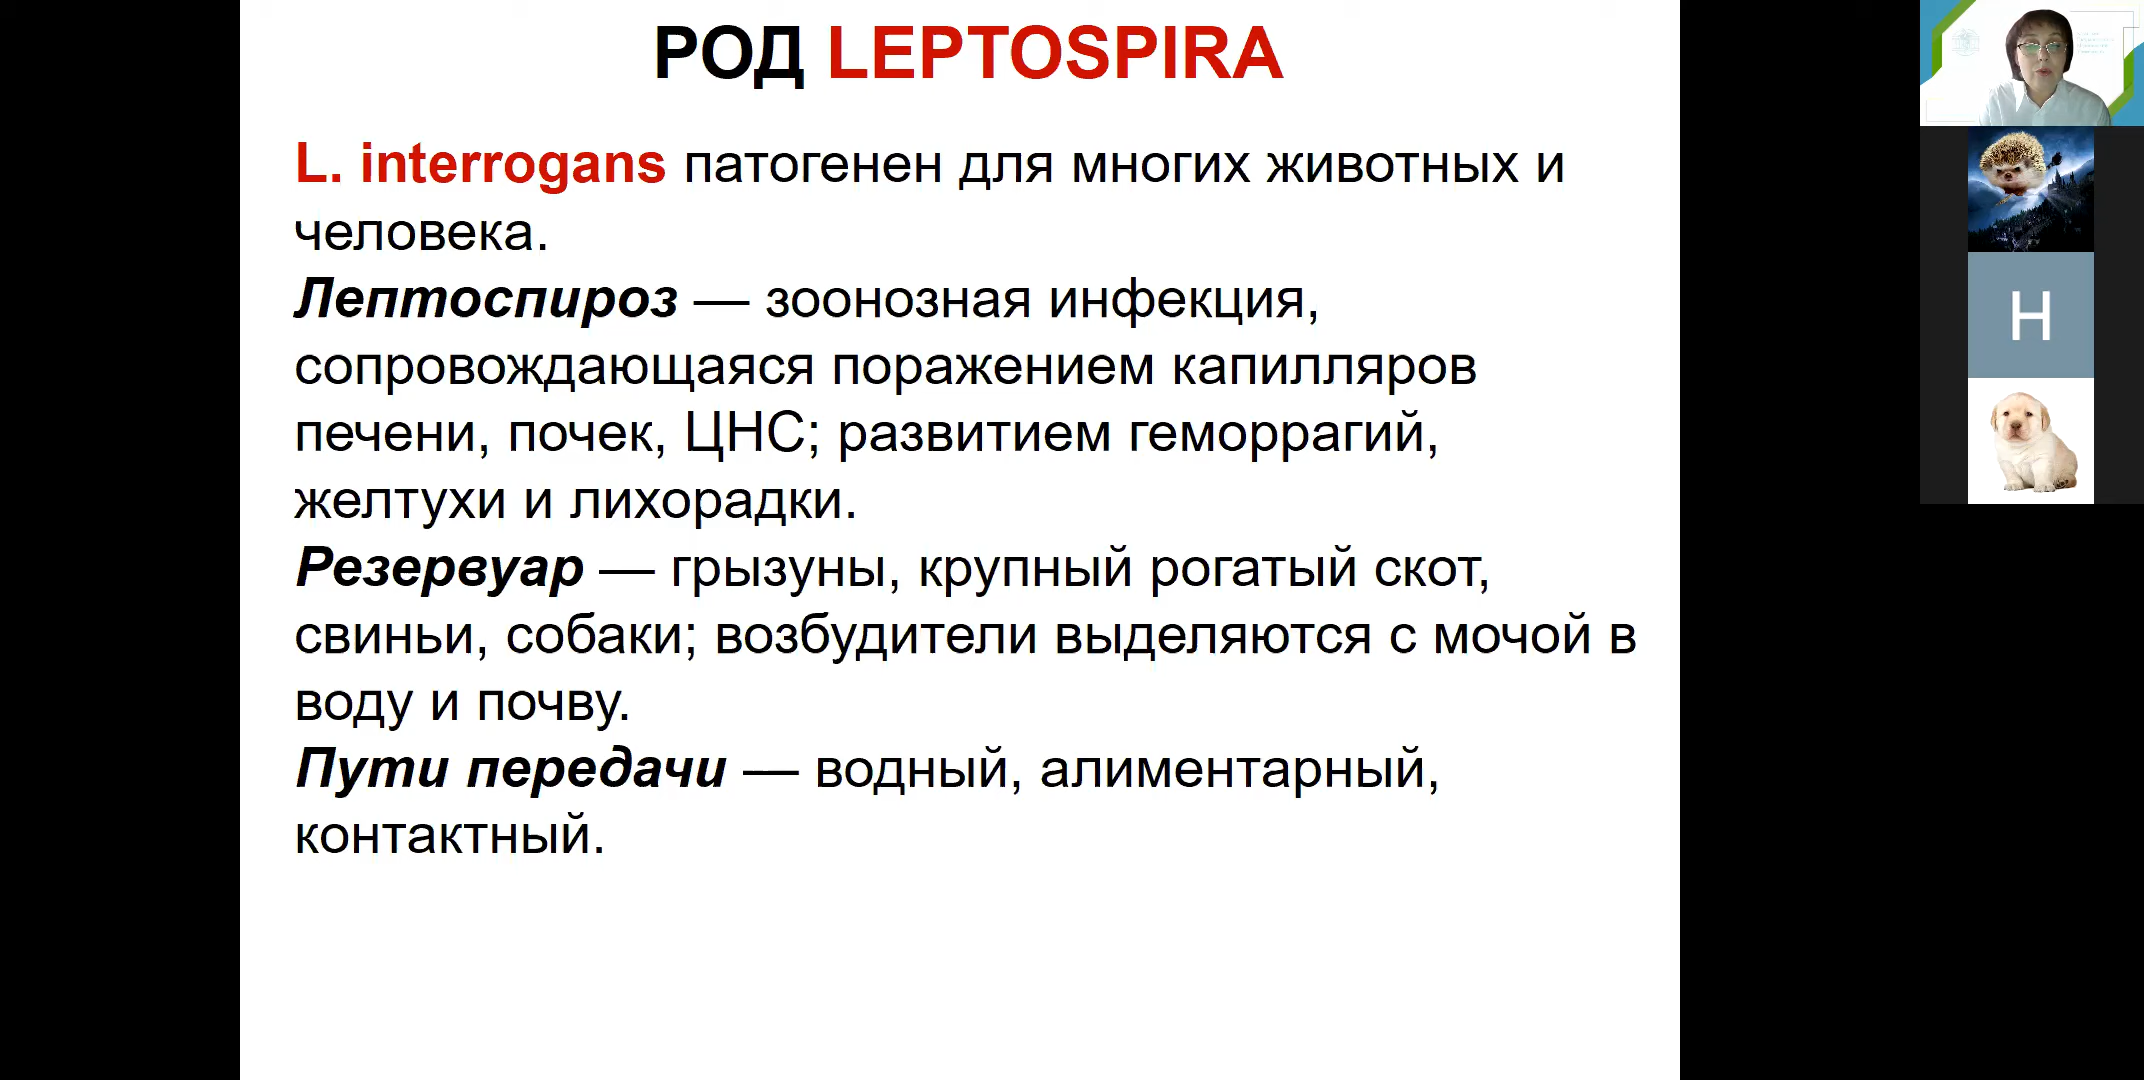 РОД LEPTOSPIRA
L. interrogans патогенен для многих животных и
человека.
Лептоспироз — зоонозная инфекция,
сопровождающаяся поражением капилляров
печени, почек, ЦНС; развитием геморрагий,
желтухи и лихорадки.
Резервуар — грызуны, крупный рогатый скот,
свиньи, собаки; возбудители выделяются с мочой в
воду и почву.
Пути передачи — водный, алиментарный,
контактный.
Н